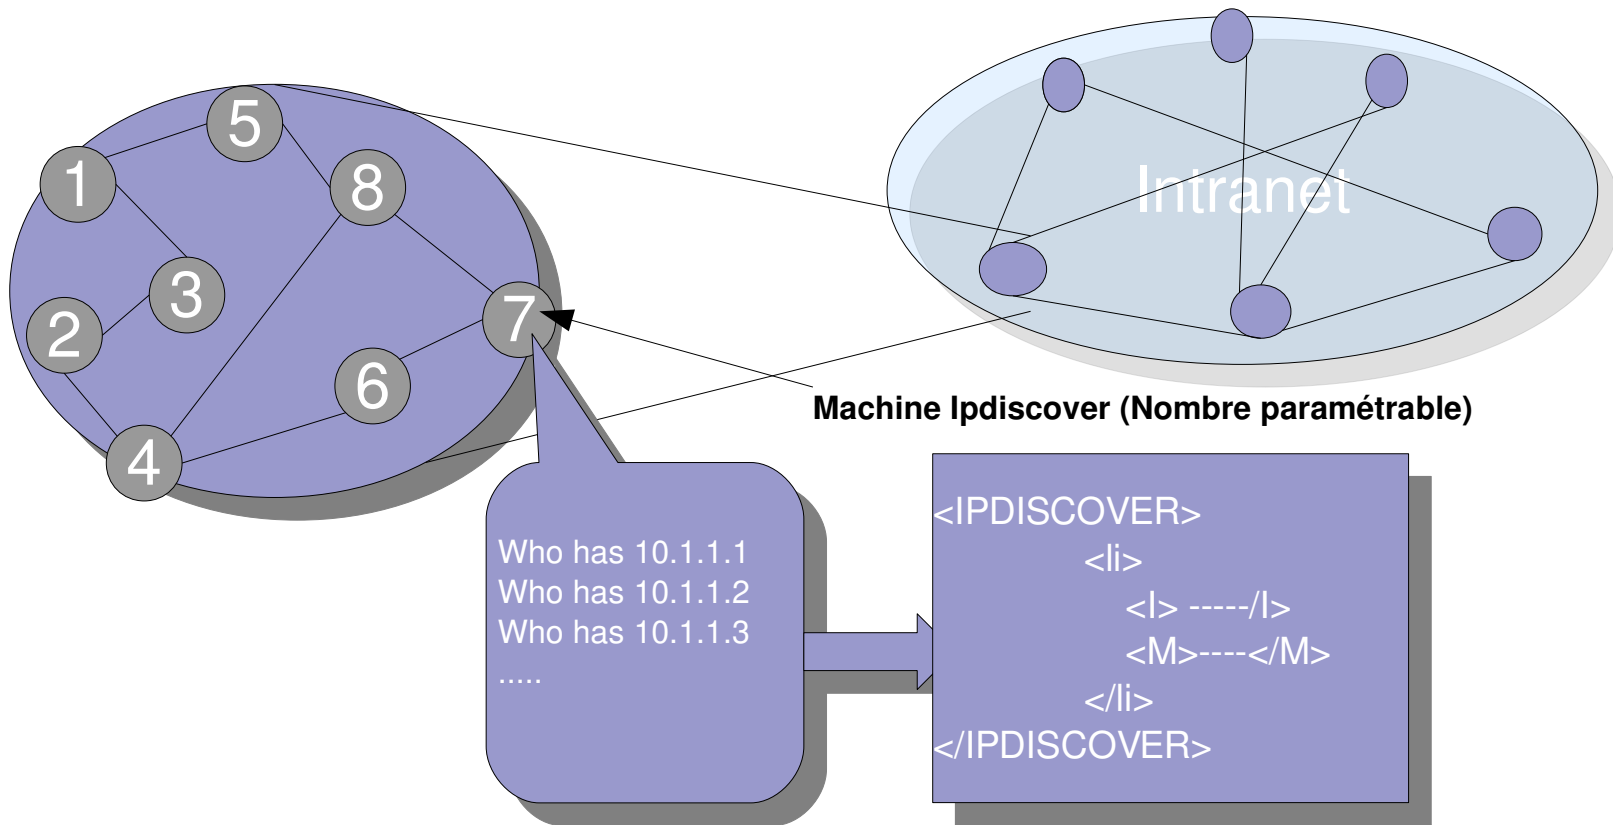 5
1
8
3
2
7
6
4
Intranet
Machine Ipdiscover (Nombre paramétrable)
Who has 10.1.1.1
Who has 10.1.1.2
Who has 10.1.1.3
.....
<IPDISCOVER>
<li>
<I> -----/I>
<M>----</M>
</li>
</IPDISCOVER>